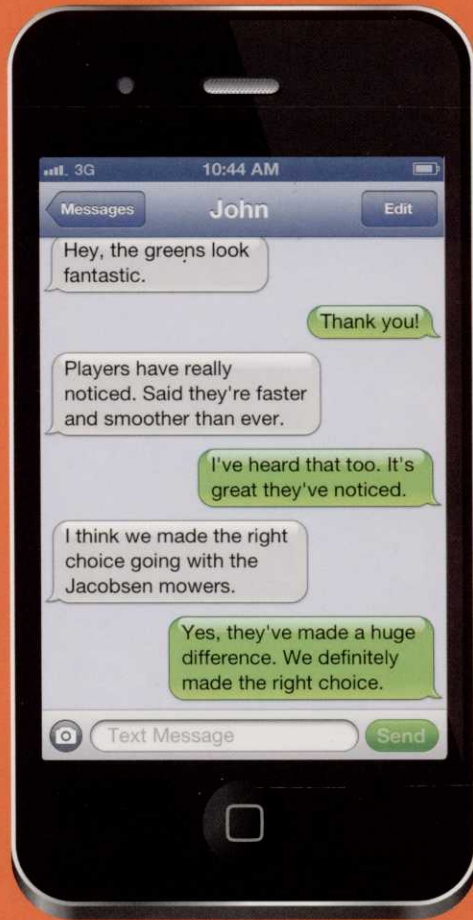 3G 10:44 AM
Messages John Edit
Hey, the greens look
fantastic.
Thank you!
Players have really
noticed. Said they're faster
and smoother than ever.
I've heard that too. It's
great they've noticed.
I think we made the right
choice going with the
Jacobsen mowers.
Yes, they've made a huge
difference. We definitely
made the right choice.
Text Message Send